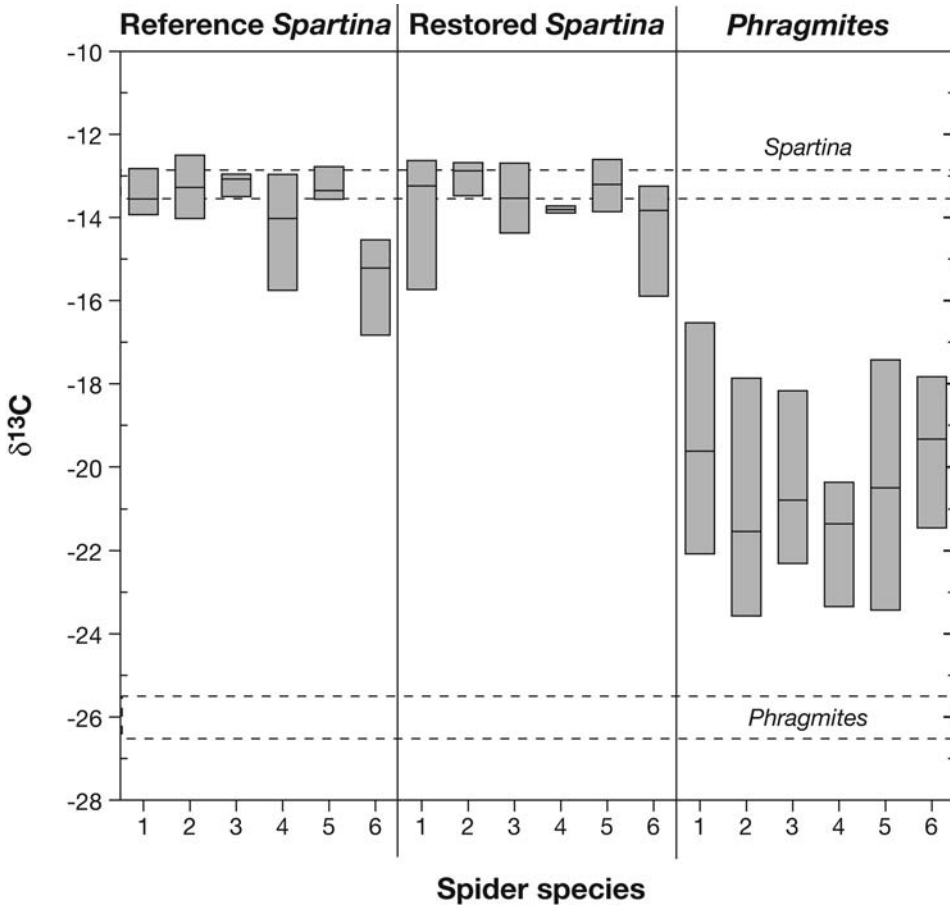 Reference Spartina Restored Spartina Phragmites
-10
-12
Spartina
-14
-16
-18
δ13C
-20
-22
-24
-26
Phragmites
-28
1 2 3 4 5 6 1 2 3 4 5 6 1 2 3 4 5 6
Spider species